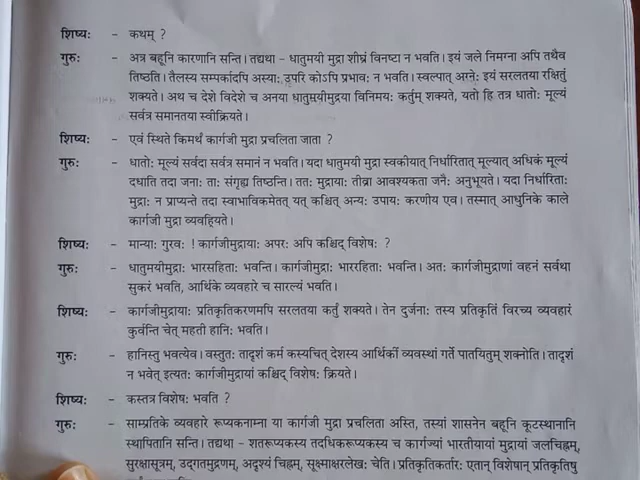 शिष्यः - कथम् ?
गुरुः - अत्र बहूनि कारणानि सन्ति। तद्यथा - धातुमयी मुद्रा शीघ्रं विनष्टा न भवति। इयं जले निमग्ना अपि तथैव
तिष्ठति। तैलस्य सम्पर्कादपि अस्याः उपरि कोऽपि प्रभावः न भवति। स्वल्पात् अग्नेः इयं सरलतया रक्षितुं
शक्यते। अथ च देशे विदेशे च अनया धातुमयीमुद्रया विनिमयः कर्तुम् शक्यते, यतो हि तत्र धातोः मूल्यं
सर्वत्र समानतया स्वीक्रियते।
शिष्यः - एवं स्थिते किमर्थं कार्गजी मुद्रा प्रचलिता जाता ?
गुरुः - धातोः मूल्यं सर्वदा सर्वत्र समानं न भवति। यदा धातुमयी मुद्रा स्वकीयात् निर्धारितात् मूल्यात् अधिकं मूल्यं
दधाति तदा जनाः ताः संगृह्य तिष्ठन्ति। ततः मुद्रायाः तीव्रा आवश्यकता जनैः अनुभूयते। यदा निर्धारिताः
मुद्राः न प्राप्यन्ते तदा स्वाभाविकमेतत् यत् कश्चित् अन्यः उपायः करणीय एव। तस्मात् आधुनिके काले
कार्गजी मुद्रा व्यवहियते।
शिष्यः - मान्याः गुरवः ! कार्गजीमुद्रायाः अपरः अपि कश्चिद् विशेषः ?
गुरुः - धातुमयीमुद्राः भारसहिताः भवन्ति। कार्गजीमुद्राः भाररहिताः भवन्ति। अतः कार्गजीमुद्राणां वहनं सर्वथा
सुकरं भवति, आर्थिके व्यवहारे च सारल्यं भवति।
शिष्यः - कार्गजीमुद्रायाः प्रतिकृतिकरणमपि सरलतया कर्तुं शक्यते। तेन दुर्जनाः तस्य प्रतिकृतिं विरच्य व्यवहारं
कुर्वन्ति चेत् महती हानिः भवति।
गुरुः - हानिस्तु भवत्येव। वस्तुतः तादृशं कर्म कस्यचित् देशस्य आर्थिकीं व्यवस्थां गर्ते पातयितुम् शक्नोति। तादृशं
न भवेत् इत्यतः कार्गजीमुद्रायां कश्चिद् विशेषः क्रियते।
शिष्यः - कस्तत्र विशेषः भवति ?
गुरुः - साम्प्रतिके व्यवहारे रूप्यकनाम्ना या कार्गजी मुद्रा प्रचलिता अस्ति, तस्यां शासनेन बहूनि कूटस्थानानि
स्थापितानि सन्ति। तद्यथा - शतरूप्यकस्य तदधिकरूप्यकस्य च कार्गज्यां भारतीयायां मुद्रायां जलचिह्नम्,
सुरक्षासूत्रम्, उद्गतमुद्रणम्, अदृश्यं चिह्नम्, सूक्ष्माक्षरलेखः चेति। प्रतिकृतिकर्तारः एतान् विशेषान् प्रतिकृतिषु